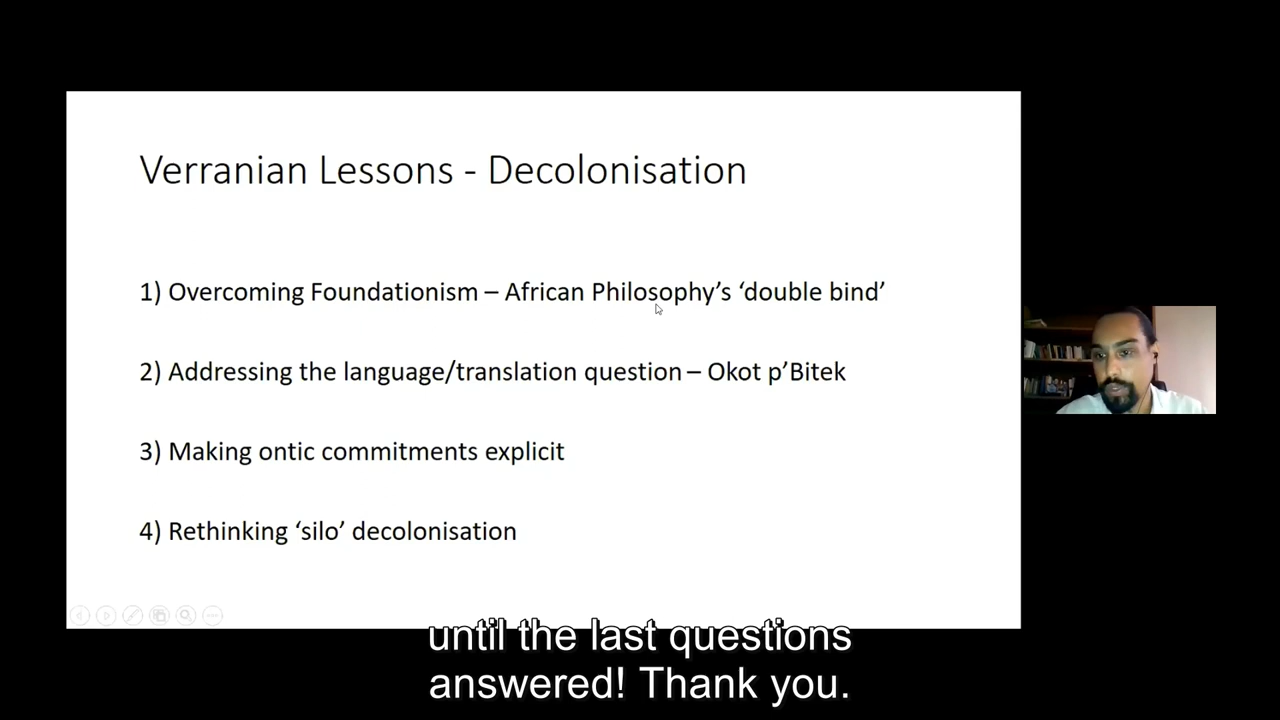 Verranian Lessons - Decolonisation
1) Overcoming Foundationism – African Philosophy’s ‘double bind’
2) Addressing the language/translation question – Okot p’Bitek
3) Making ontic commitments explicit
4) Rethinking ‘silo’ decolonisation
until the last questions
answered! Thank you.